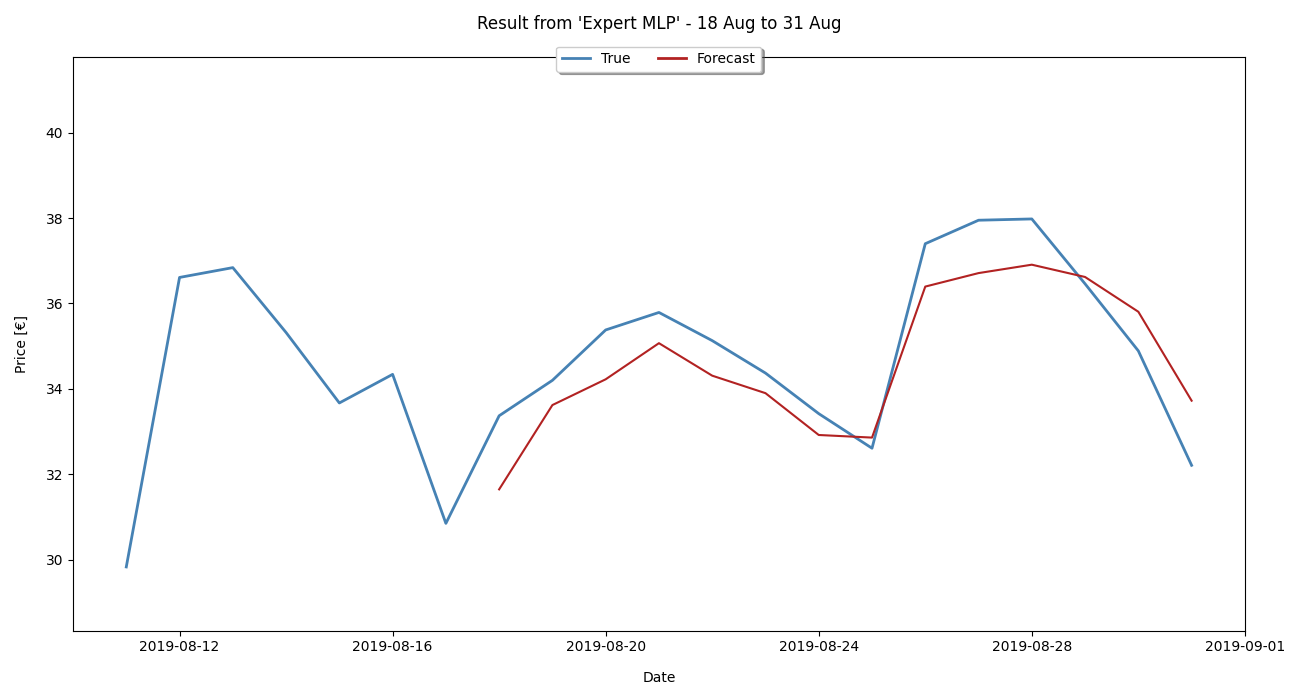 Result from 'Expert MLP' - 18 Aug to 31 Aug
True Forecast
Price [€]
40
38
36
34
32
30
2019-08-12 2019-08-16 2019-08-20 2019-08-24 2019-08-28 2019-09-01
Date